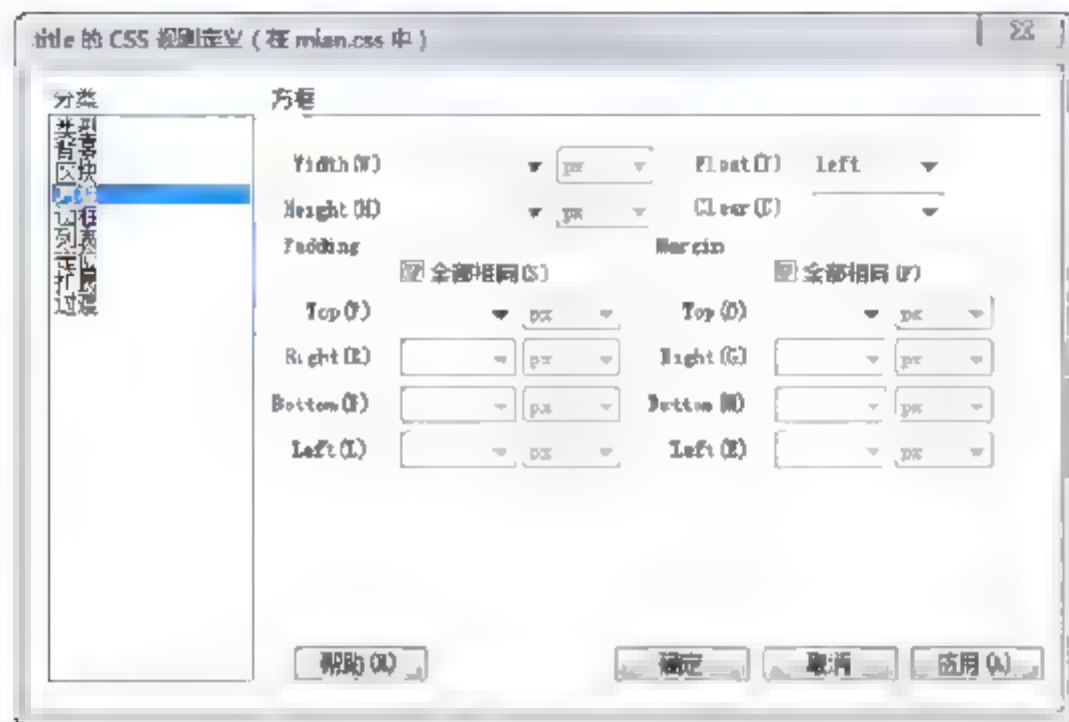 .title 的 CSS 规则定义 ( 在 mian.css 中 )
分类
类型
背景
区块
方框
边框
列表
定位
扩展
过渡
方框
Width(W) px Float(T) left
Height(H) px Clear(C)
Padding Margin
全部相同(S) 全部相同(F)
Top(P) px Top(O) px
Right(R) px Right(G) px
Bottom(B) px Bottom(M) px
Left(L) px Left(E) px
帮助(H) 确定 取消 应用(A)